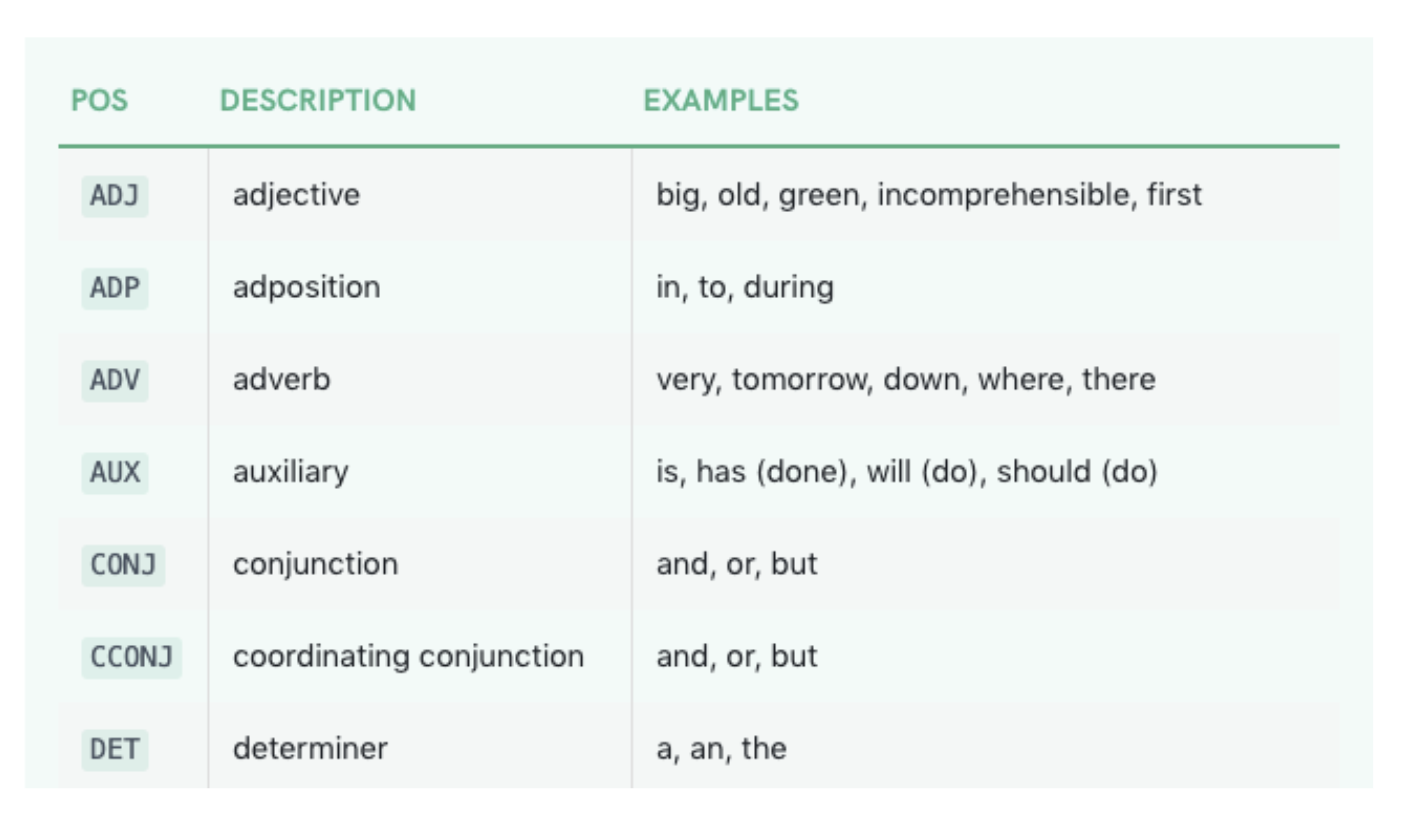 POS DESCRIPTION EXAMPLES
ADJ adjective big, old, green, incomprehensible, first
ADP adposition in, to, during
ADV adverb very, tomorrow, down, where, there
AUX auxiliary is, has (done), will (do), should (do)
CONJ conjunction and, or, but
CCONJ coordinating conjunction and, or, but
DET determiner a, an, the